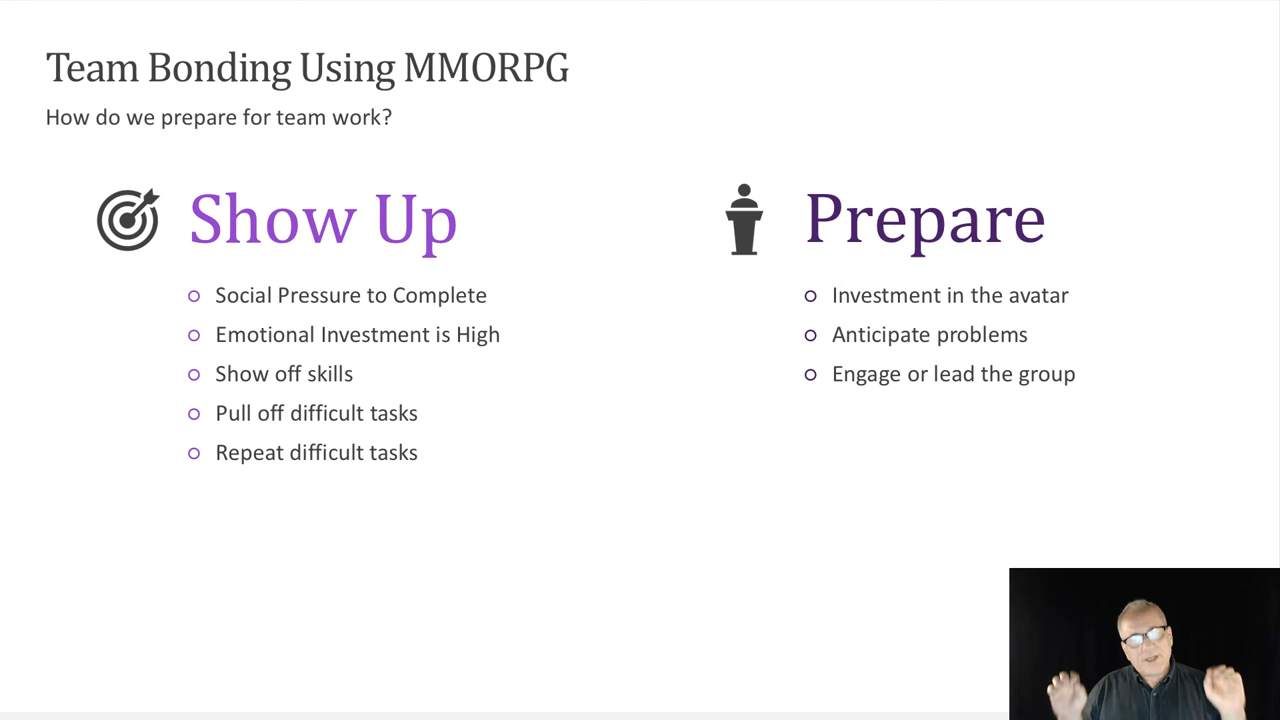 Team Bonding Using MMORPG
How do we prepare for team work?
Show Up
Social Pressure to Complete
Emotional Investment is High
Show off skills
Pull off difficult tasks
Repeat difficult tasks
Prepare
Investment in the avatar
Anticipate problems
Engage or lead the group